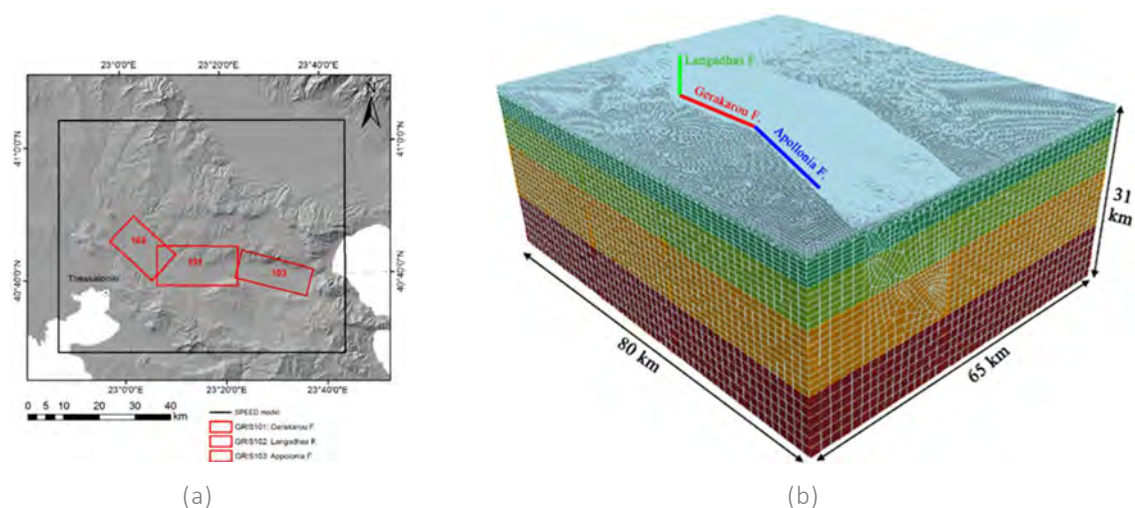 23°0'0"E 23°20'0"E 23°40'0"E
N
41°0'0"N
41°0'0"N
101
103
Thessaloniki
40°40'0"N
40°40'0"N
23°0'0"E 23°20'0"E 23°40'0"E
0 5 10 20 30 40
km
SPEED model
GRIS101: Gerakarou F.
GRIS102: Langadhas F.
GRIS103: Appolonia F.
(a)
Langadhas F.
Gerakarou F.
Apollonia F.
31
km
80 km
65 km
(b)